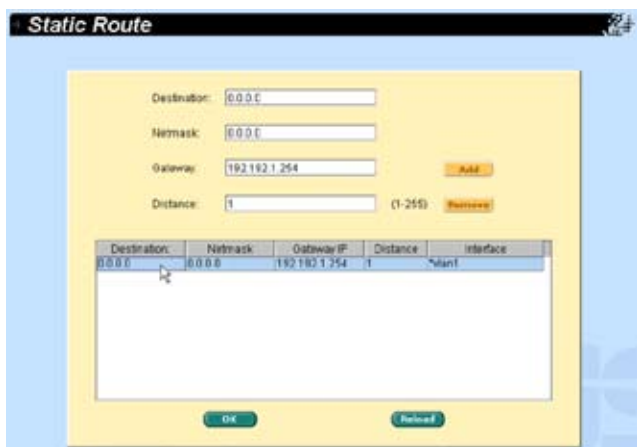 Static Route
Destination: 0.0.0.0
Netmask: 0.0.0.0
Gateway: 192.192.1.254
Add
Distance: 1 (1-255)
Remove
Destination: Netmask Gateway IP Distance Interface
0.0.0.0 0.0.0.0 192.192.1.254 1 *vlan1
OK Reload